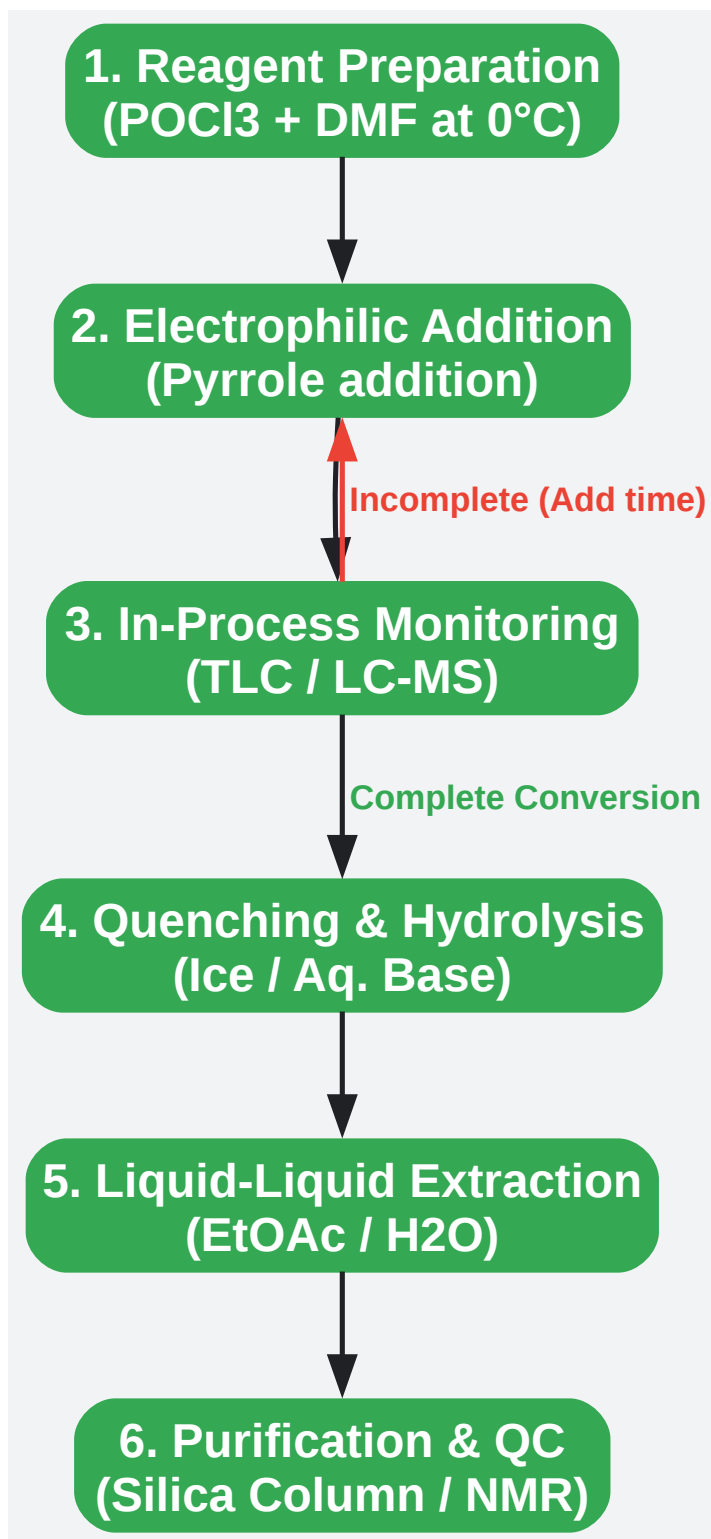 1. Reagent Preparation
(POCl3 + DMF at 0°C)
2. Electrophilic Addition
(Pyrrole addition)
Incomplete (Add time)
3. In-Process Monitoring
(TLC / LC-MS)
Complete Conversion
4. Quenching & Hydrolysis
(Ice / Aq. Base)
5. Liquid-Liquid Extraction
(EtOAc / H2O)
6. Purification & QC
(Silica Column / NMR)